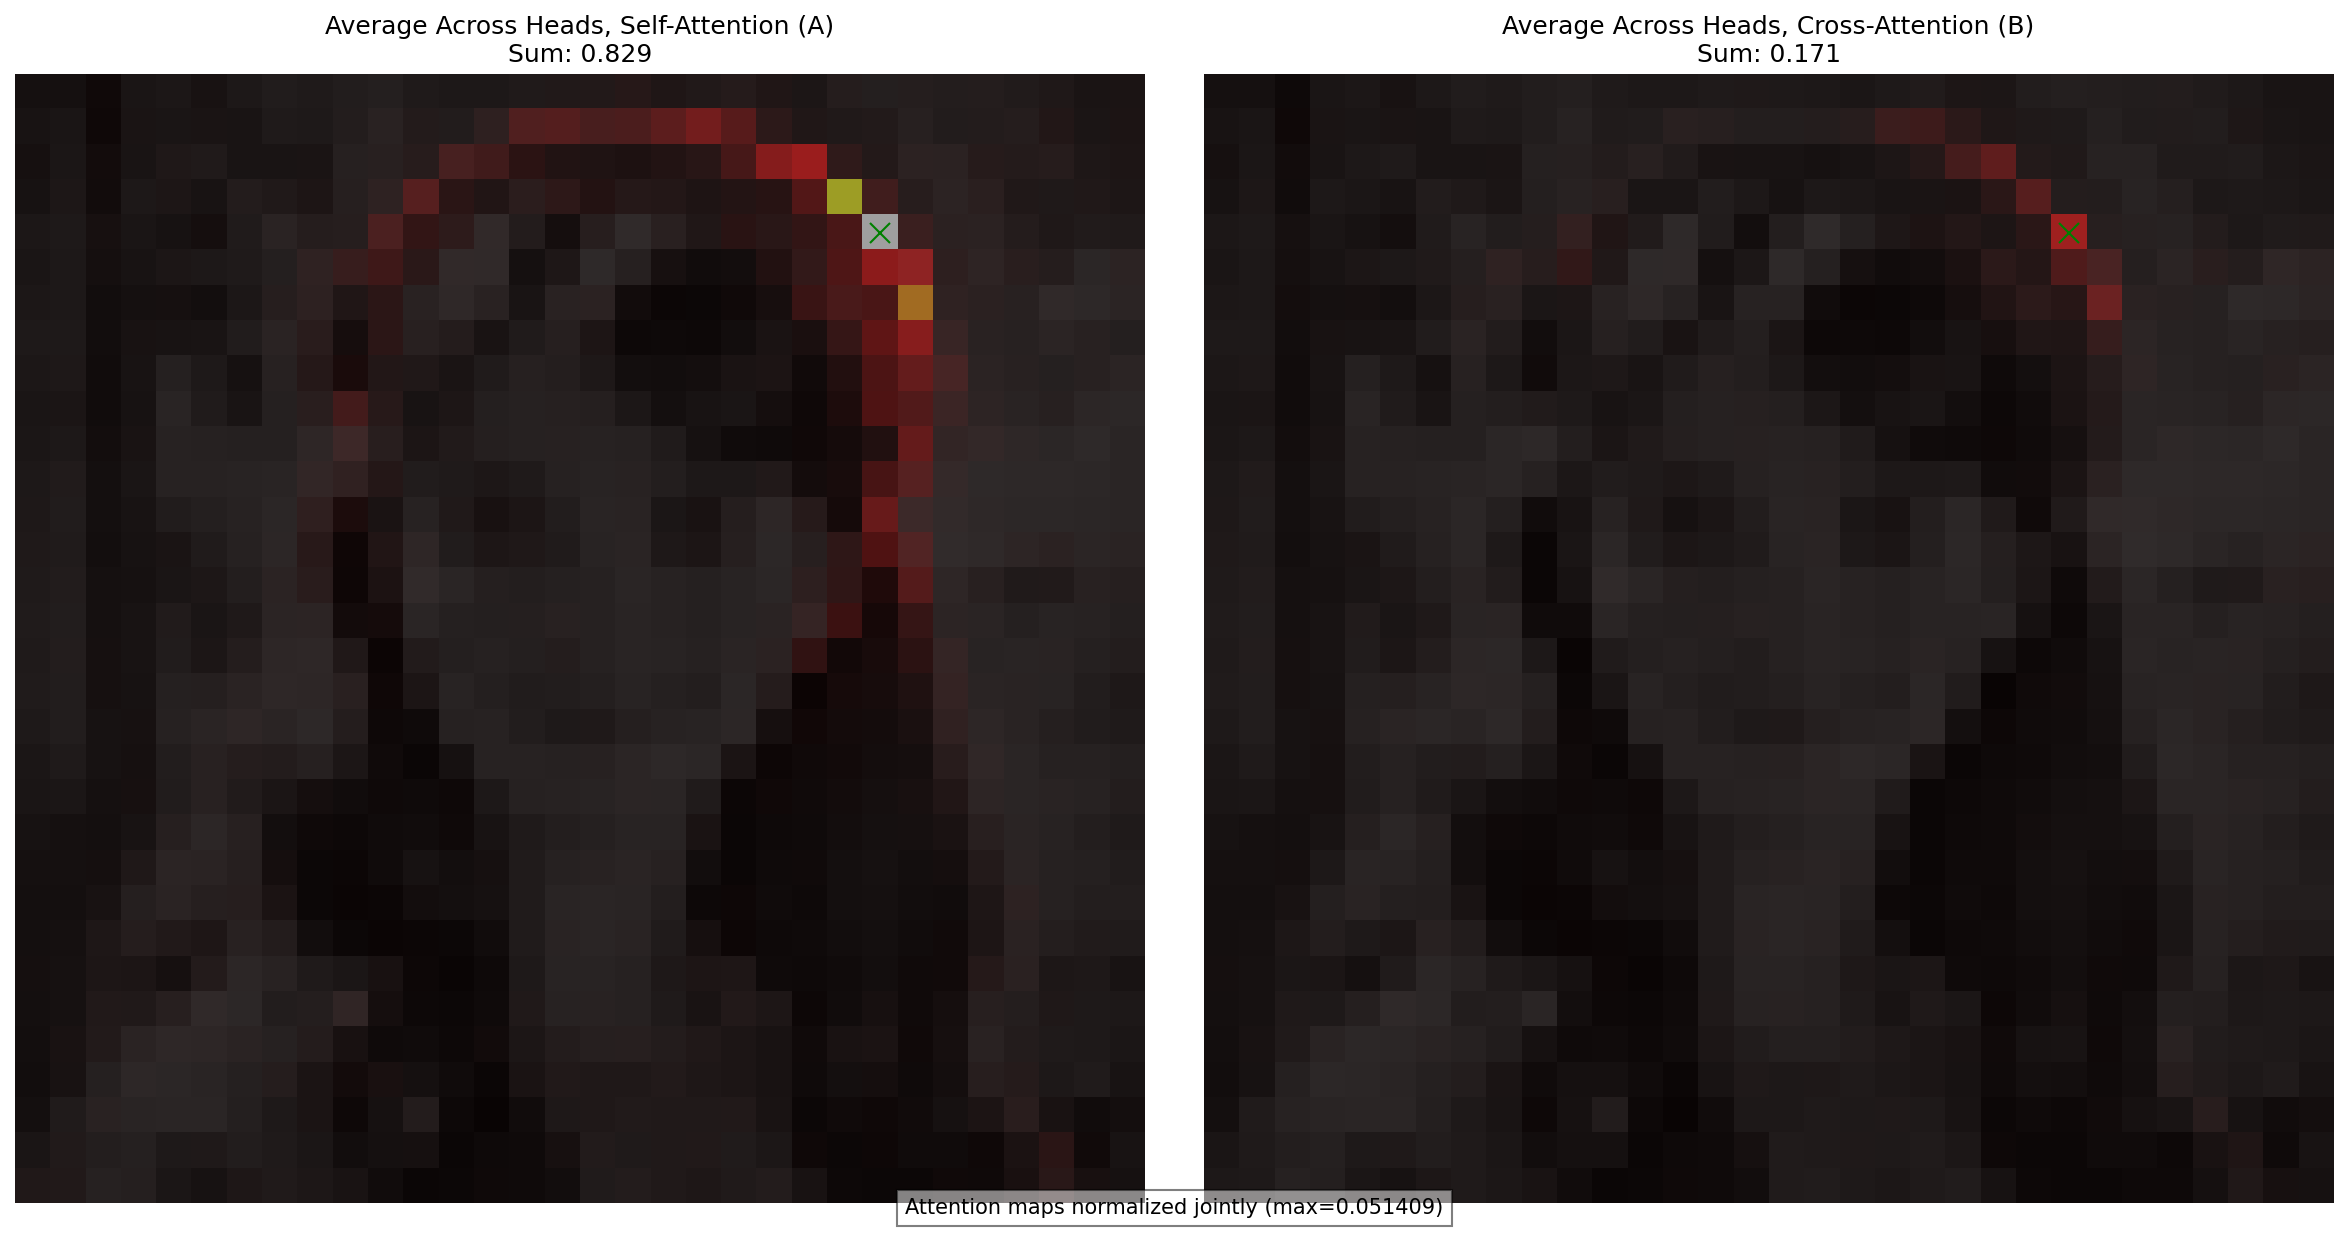 Average Across Heads, Self-Attention (A)
Sum: 0.829
Average Across Heads, Cross-Attention (B)
Sum: 0.171
Attention maps normalized jointly (max=0.051409)